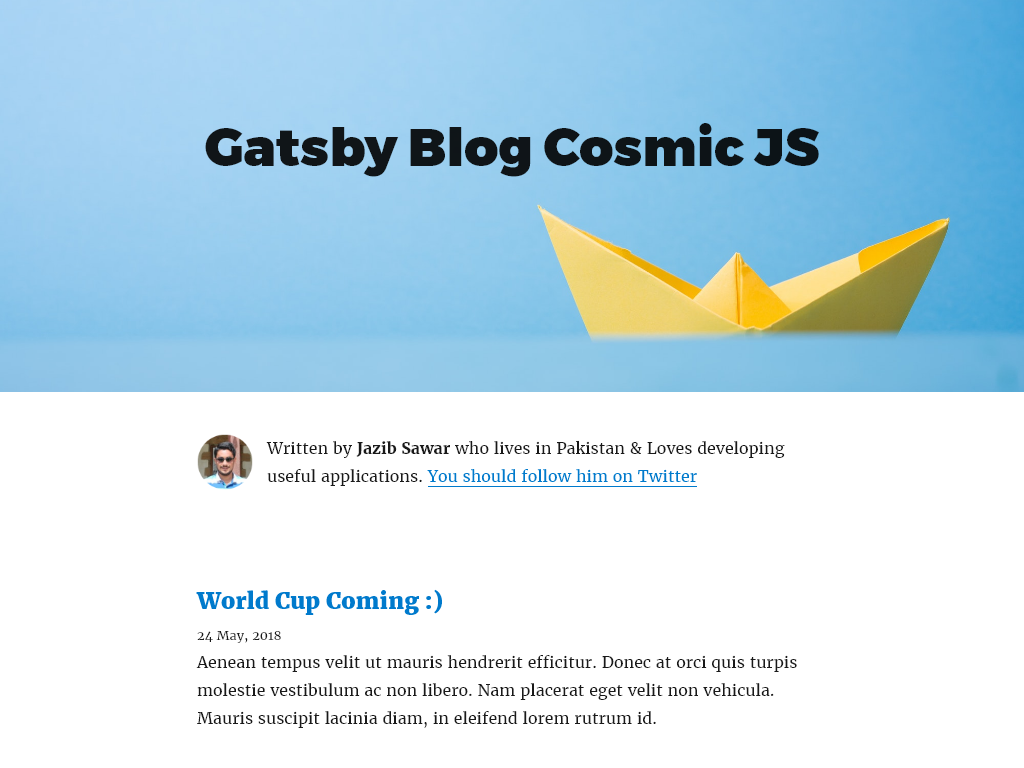 Gatsby Blog Cosmic JS
Written by Jazib Sawar who lives in Pakistan & Loves developing
useful applications. You should follow him on Twitter
World Cup Coming :)
24 May, 2018
Aenean tempus velit ut mauris hendrerit efficitur. Donec at orci quis turpis
molestie vestibulum ac non libero. Nam placerat eget velit non vehicula.
Mauris suscipit lacinia diam, in eleifend lorem rutrum id.